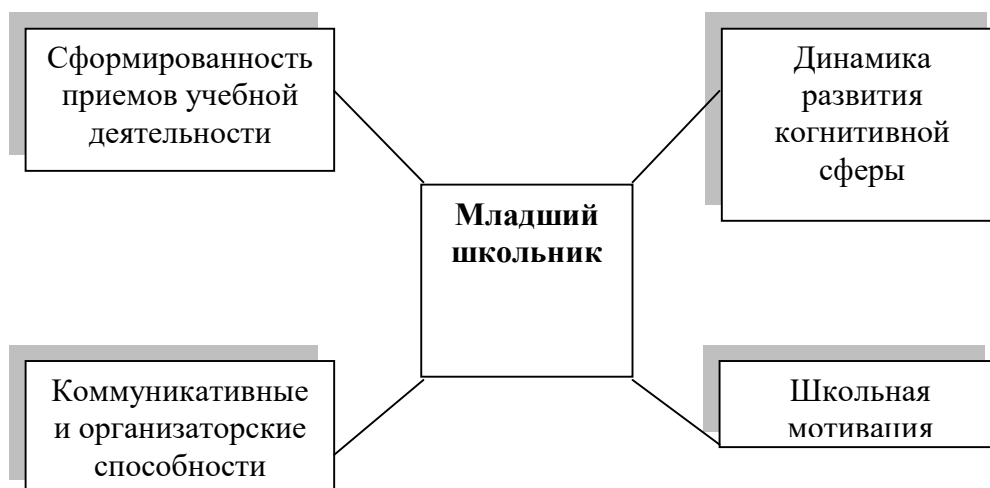 Сформированность
приемов учебной
деятельности
Динамика
развития
когнитивной
сферы
Младший
школьник
Коммуникативные
и организаторские
способности
Школьная
мотивация